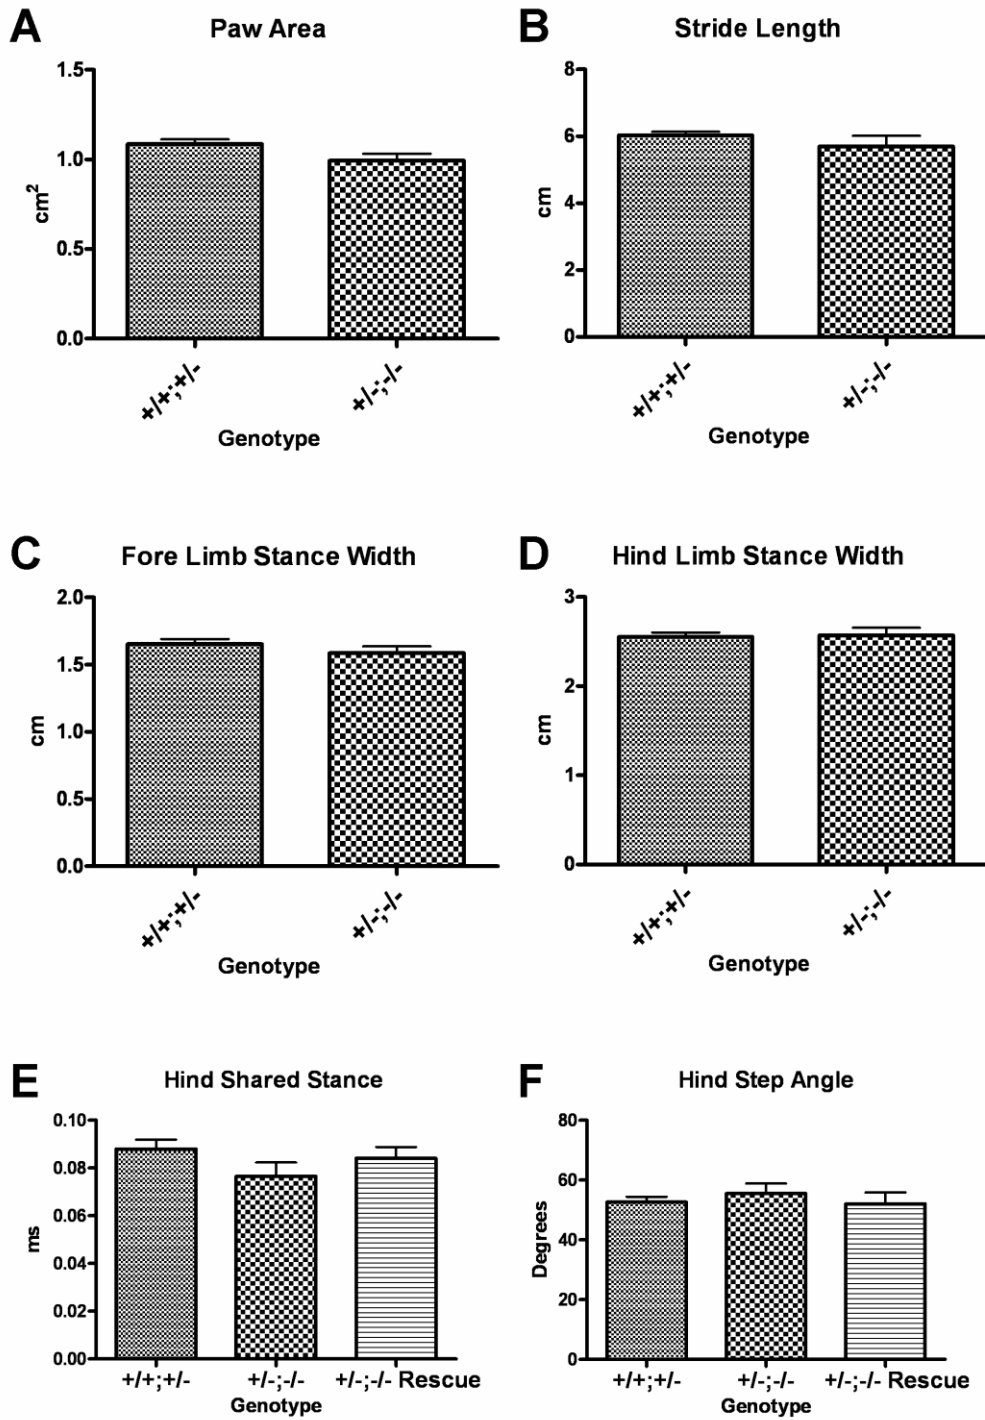 A Paw Area
1.5
1.0
0.5
0.0
cm²
+/+;+/-
+/-;-/-
Genotype
B Stride Length
8
6
4
2
0
cm
+/+;+/-
+/-;-/-
Genotype
C Fore Limb Stance Width
2.0
1.5
1.0
0.5
0.0
cm
+/+;+/-
+/-;-/-
Genotype
D Hind Limb Stance Width
3
2
1
0
cm
+/+;+/-
+/-;-/-
Genotype
E Hind Shared Stance
0.10
0.08
0.06
0.04
0.02
0.00
ms
+/+;+/- +/-;-/- +/-;-/- Rescue
Genotype
F Hind Step Angle
80
60
40
20
0
Degrees
+/+;+/- +/-;-/- +/-;-/- Rescue
Genotype